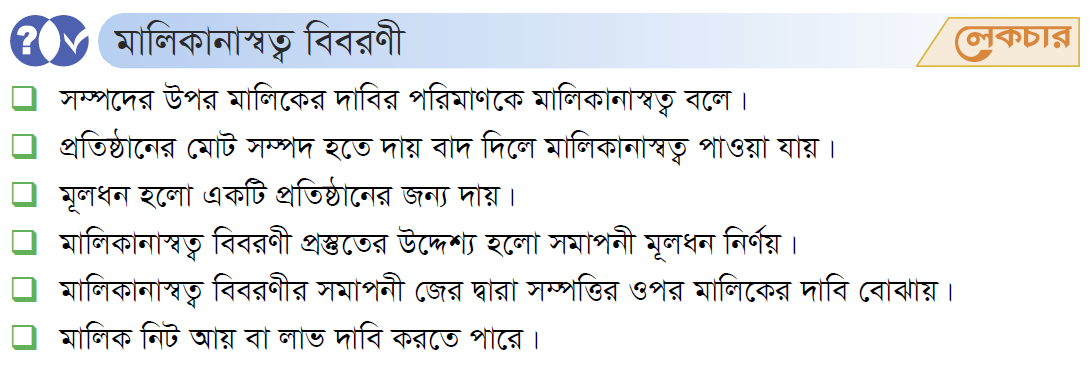 মালিকানাস্বত্ব বিবরণী
লেকচার
সম্পদের উপর মালিকের দাবির পরিমাণকে মালিকানাস্বত্ব বলে।
প্রতিষ্ঠানের মোট সম্পদ হতে দায় বাদ দিলে মালিকানাস্বত্ব পাওয়া যায়।
মূলধন হলো একটি প্রতিষ্ঠানের জন্য দায়।
মালিকানাস্বত্ব বিবরণী প্রস্তুতের উদ্দেশ্য হলো সমাপনী মূলধন নির্ণয়।
মালিকানাস্বত্ব বিবরণীর সমাপনী জের দ্বারা সম্পত্তির ওপর মালিকের দাবি বোঝায়।
মালিক নিট আয় বা লাভ দাবি করতে পারে।